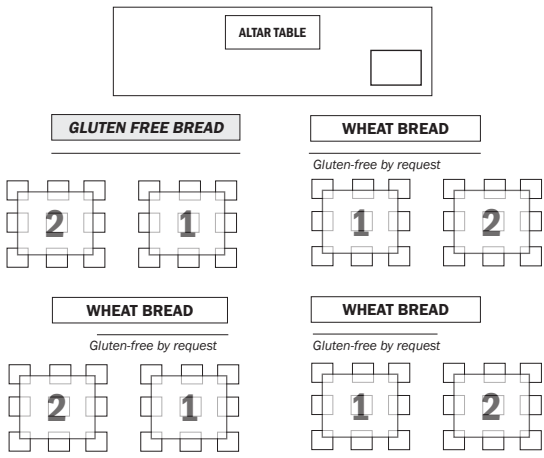 ALTAR TABLE
GLUTEN FREE BREAD
WHEAT BREAD
Gluten-free by request
2
1
1
2
WHEAT BREAD
Gluten-free by request
WHEAT BREAD
Gluten-free by request
2
1
1
2